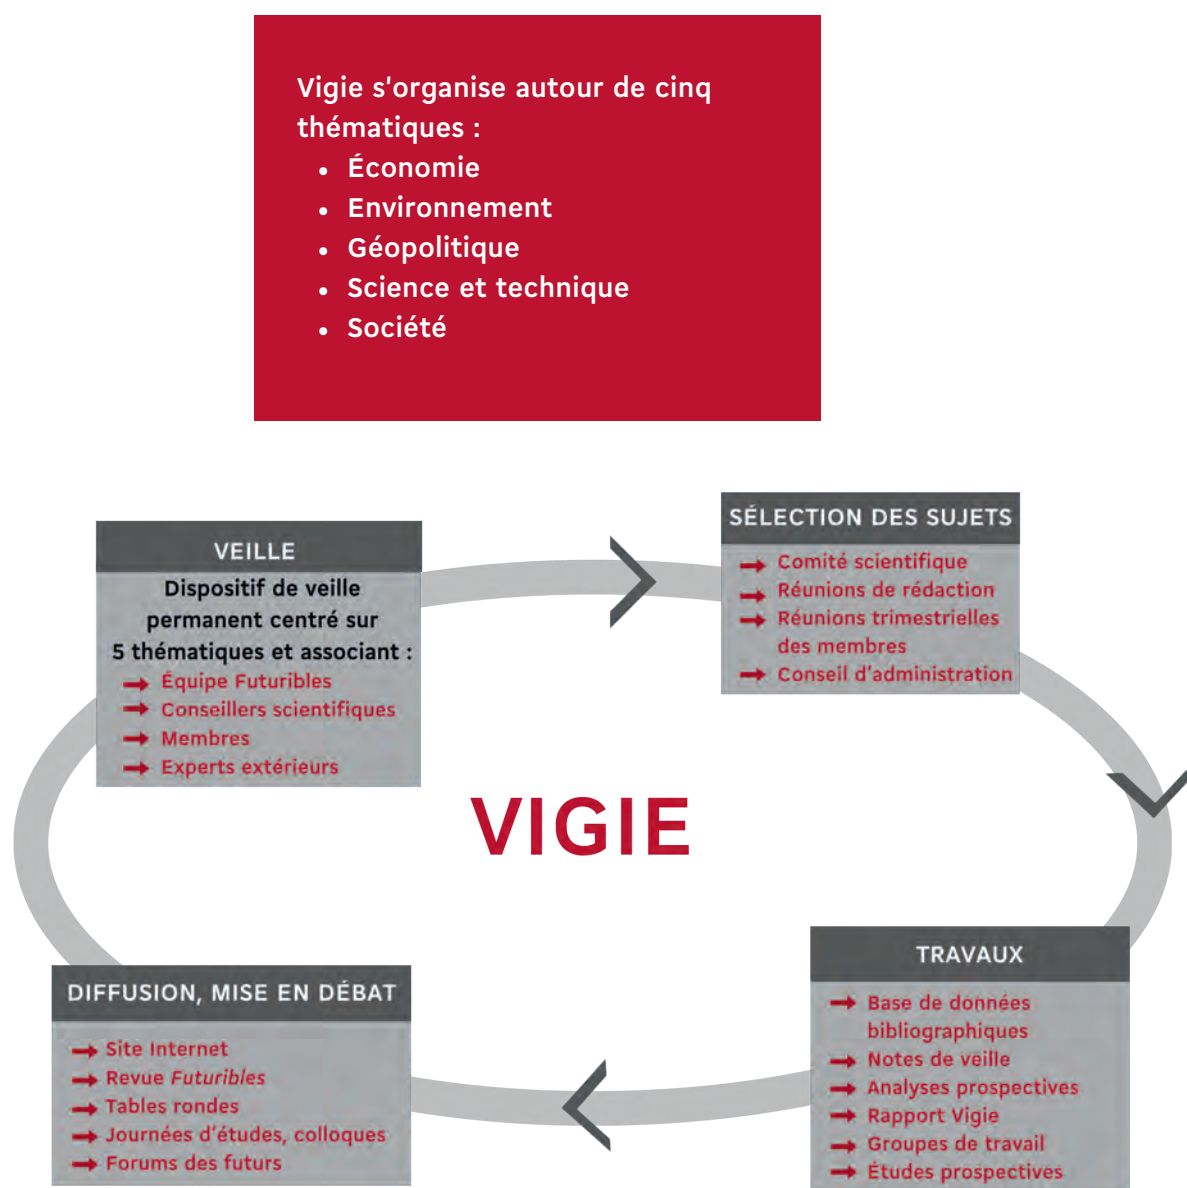 Vigie s'organise autour de cinq
thématiques :
• Économie
• Environnement
• Géopolitique
• Science et technique
• Société
VEILLE
Dispositif de veille
permanent centré sur
5 thématiques et associant :
→ Équipe Futuribles
→ Conseillers scientifiques
→ Membres
→ Experts extérieurs
SÉLECTION DES SUJETS
→ Comité scientifique
→ Réunions de rédaction
→ Réunions trimestrielles
des membres
→ Conseil d'administration
VIGIE
TRAVAUX
→ Base de données
bibliographiques
→ Notes de veille
→ Analyses prospectives
→ Rapport Vigie
→ Groupes de travail
→ Études prospectives
DIFFUSION, MISE EN DÉBAT
→ Site Internet
→ Revue Futuribles
→ Tables rondes
→ Journées d'études, colloques
→ Forums des futurs